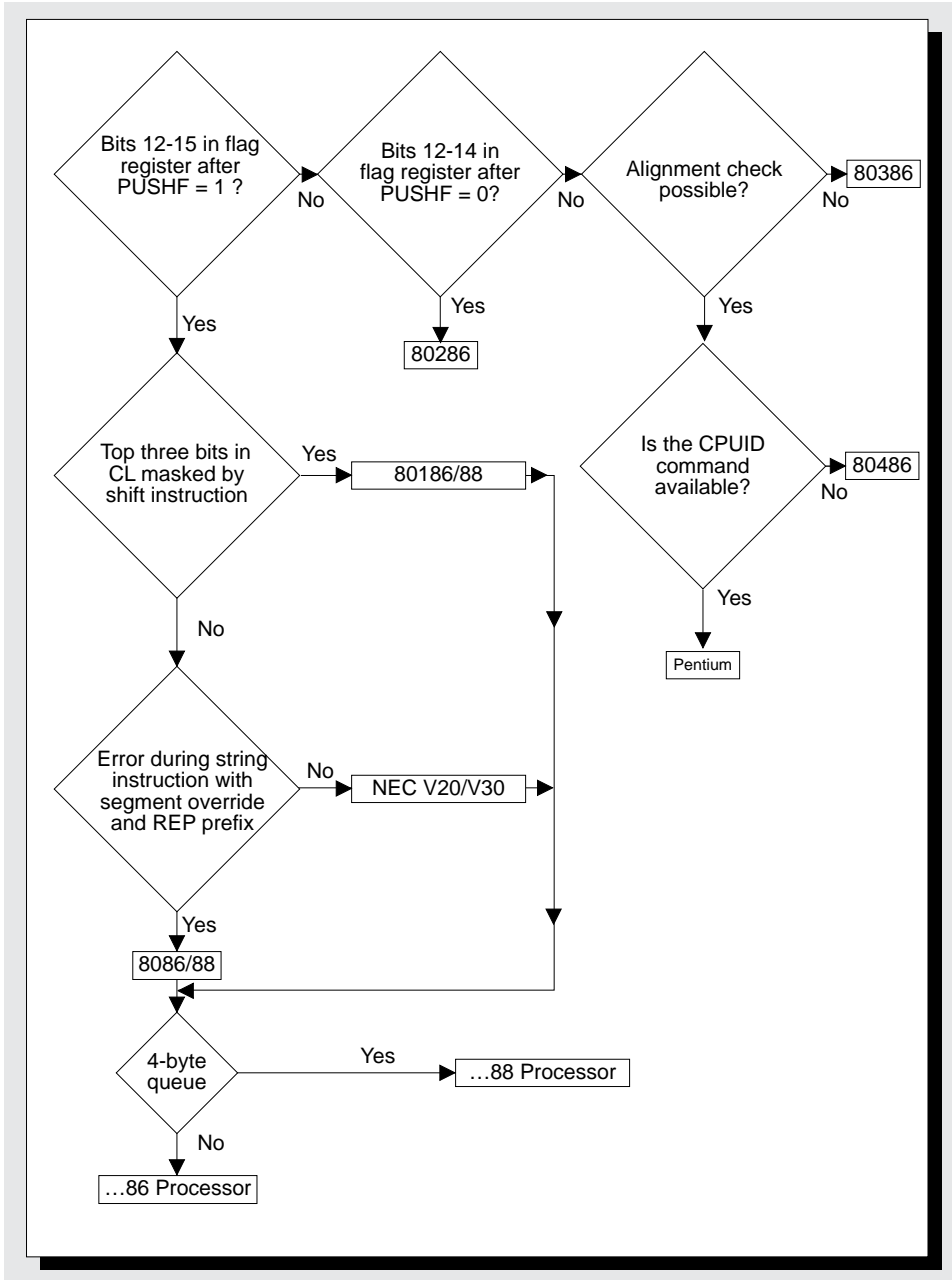 Bits 12-15 in flag
register after
PUSHF = 1 ?
No
Bits 12-14 in
flag register after
PUSHF = 0?
No
Alignment check
possible?
No
80386
Yes
Yes
80286
Yes
Top three bits in
CL masked by
shift instruction
Yes
80186/88
Is the CPUID
command
available?
No
80486
Yes
Pentium
No
Error during string
instruction with
segment override
and REP prefix
No
NEC V20/V30
Yes
8086/88
4-byte
queue
Yes
…88 Processor
No
…86 Processor